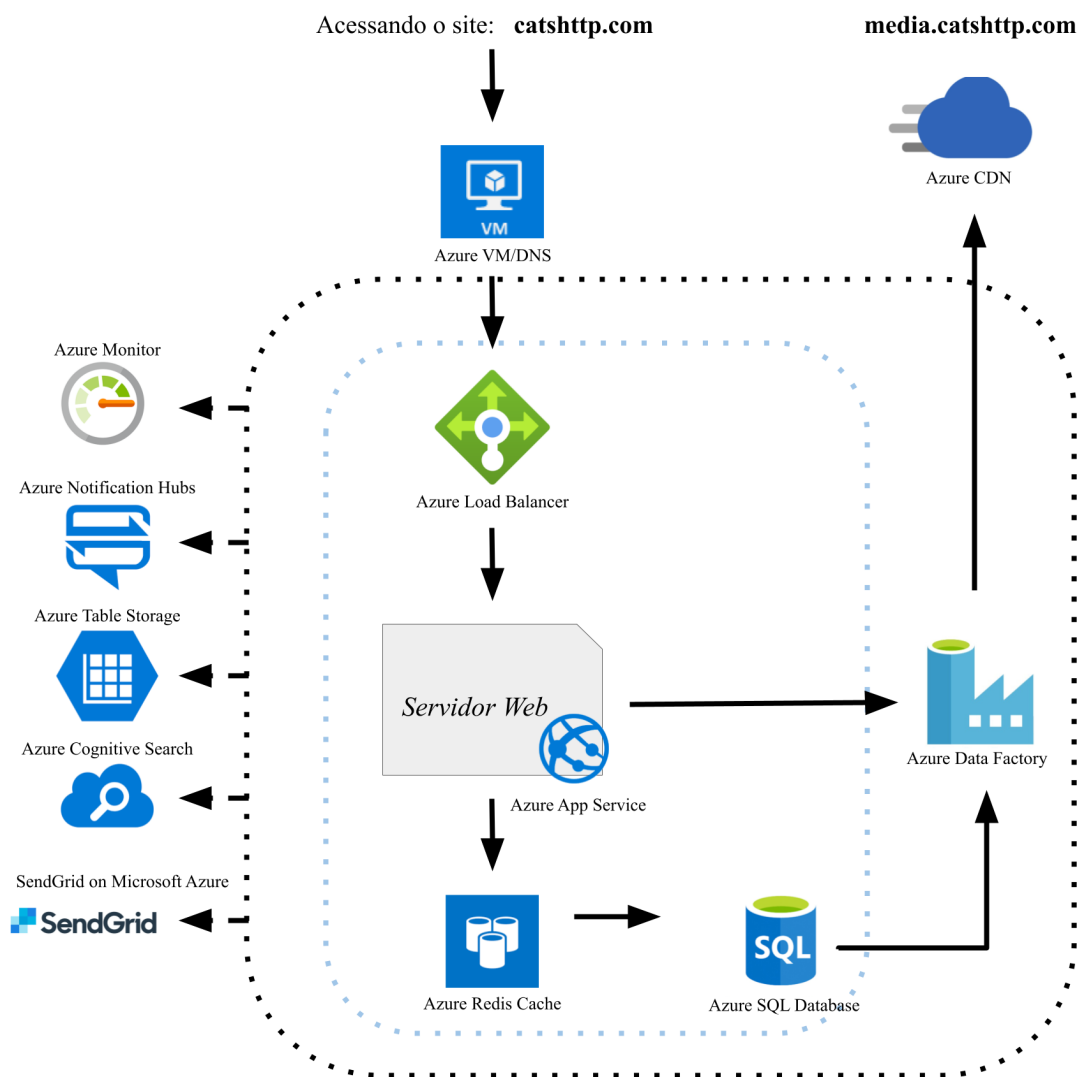 Acessando o site: catshttp.com
media.catshttp.com
Azure CDN
VM
Azure VM/DNS
Azure Monitor
Azure Notification Hubs
Azure Load Balancer
Azure Table Storage
Servidor Web
Azure Cognitive Search
Azure Data Factory
Azure App Service
SendGrid on Microsoft Azure
SendGrid
SQL
Azure Redis Cache
Azure SQL Database